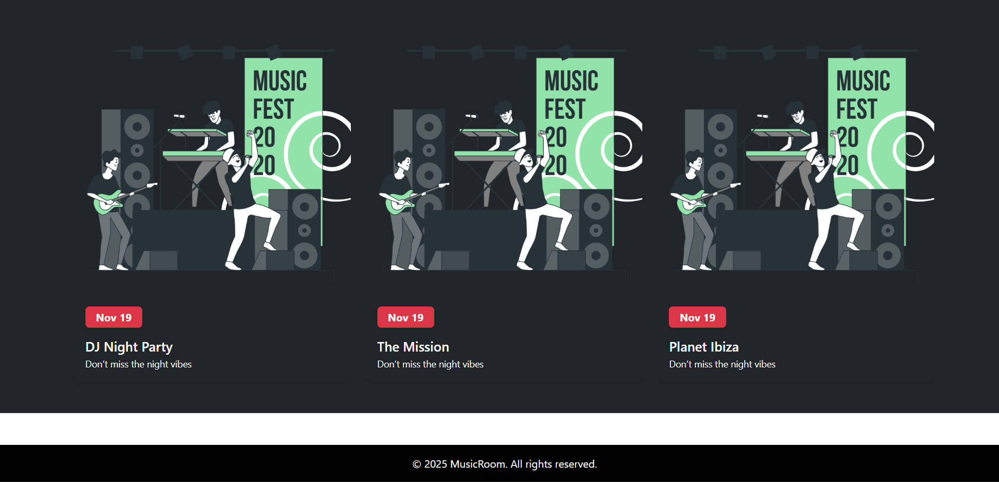 MUSIC
FEST
20
20
MUSIC
FEST
20
20
MUSIC
FEST
20
20
Nov 19
DJ Night Party
Don’t miss the night vibes
Nov 19
The Mission
Don’t miss the night vibes
Nov 19
Planet Ibiza
Don’t miss the night vibes
© 2025 MusicRoom. All rights reserved.